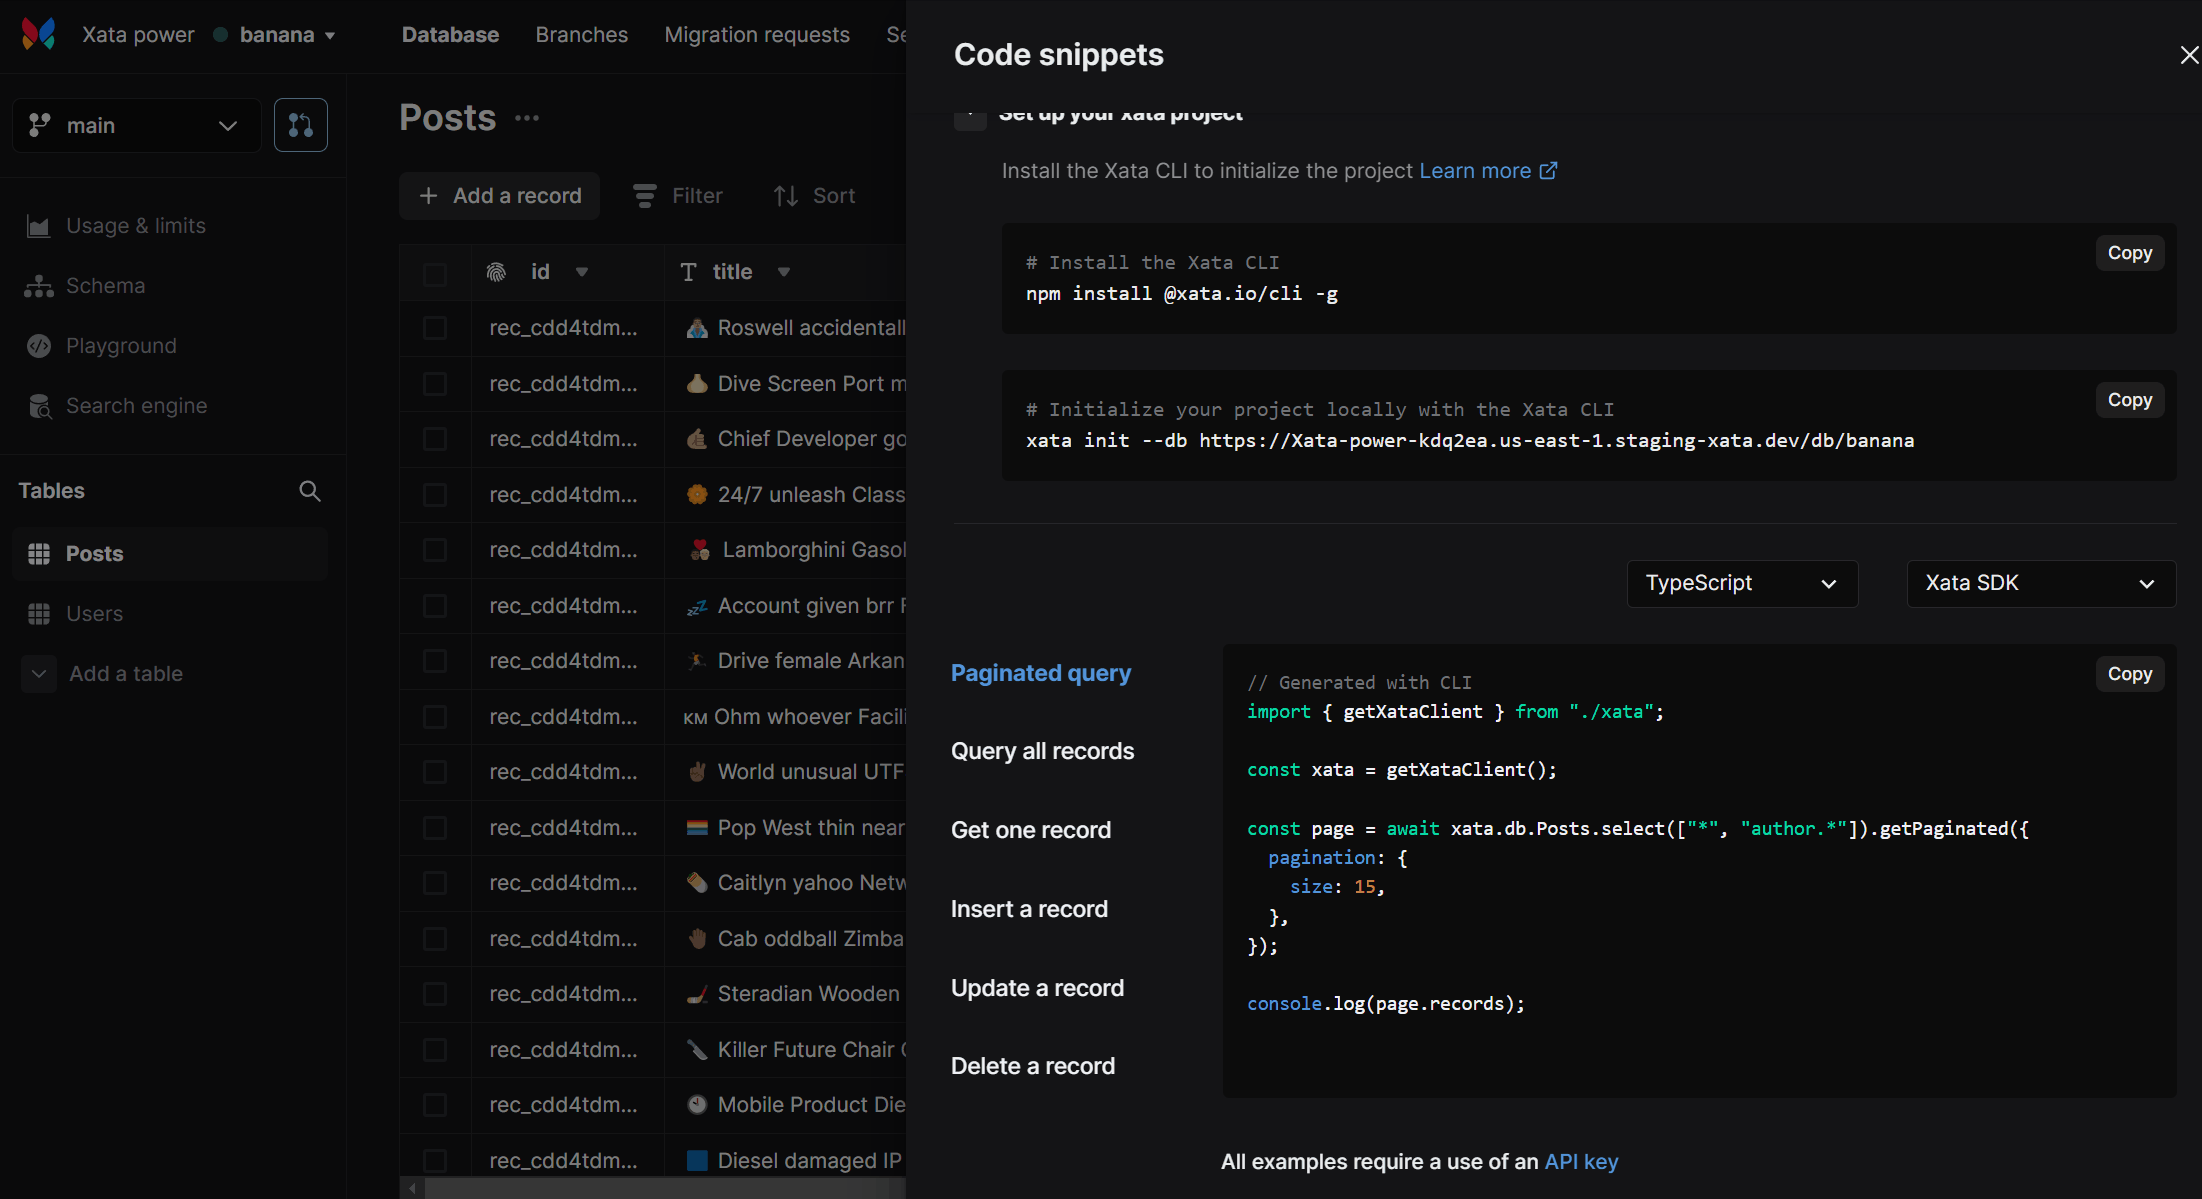 Xata power
banana
Database
Branches
Migration requests
Se
main
Usage & limits
Schema
Playground
Search engine
Tables
Posts
Users
Add a table
Posts
Add a record
Filter
Sort
id
title
rec_cdd4tdm...
Roswell accidentall
rec_cdd4tdm...
Dive Screen Port m
rec_cdd4tdm...
Chief Developer go
rec_cdd4tdm...
24/7 unleash Class
rec_cdd4tdm...
Lamborghini Gasol
rec_cdd4tdm...
Account given brr F
rec_cdd4tdm...
Drive female Arkan
rec_cdd4tdm...
KM Ohm whoever Facili
rec_cdd4tdm...
World unusual UTF
rec_cdd4tdm...
Pop West thin near
rec_cdd4tdm...
Caitlyn yahoo Netw
rec_cdd4tdm...
Cab oddball Zimba
rec_cdd4tdm...
Steradian Wooden
rec_cdd4tdm...
Killer Future Chair
rec_cdd4tdm...
Mobile Product Die
rec_cdd4tdm...
Diesel damaged IP
Code snippets
Set up your xata project
Install the Xata CLI to initialize the project Learn more
Copy
# Install the Xata CLI
npm install @xata.io/cli -g
Copy
# Initialize your project locally with the Xata CLI
xata init --db https://Xata-power-kdq2ea.us-east-1.staging-xata.dev/db/banana
TypeScript
Xata SDK
Paginated query
Query all records
Get one record
Insert a record
Update a record
Delete a record
Copy
// Generated with CLI
import { getXataClient } from "./xata";
const xata = getXataClient();
const page = await xata.db.Posts.select(["*", "author.*"]).getPaginated({
pagination: {
size: 15,
},
});
console.log(page.records);
All examples require a use of an API key